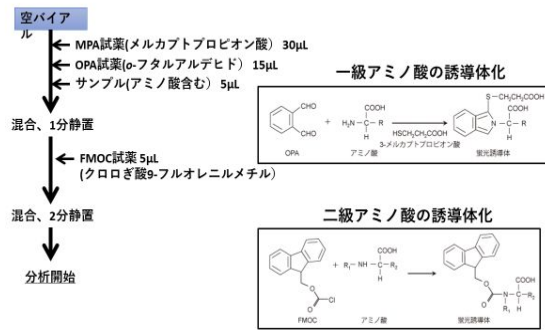 空バイア
ル
MPA試薬(メルカプトプロピオン酸) 30μL
OPA試薬(o-フタルアルデヒド) 15μL
サンプル(アミノ酸含む) 5μL
混合、1分静置
FMOC試薬 5μL
(クロロぎ酸9-フルオレニルメチル)
混合、2分静置
分析開始
一級アミノ酸の誘導体化
CHO
CHO
OPA
+
COOH
H₂N-C-R
H
アミノ酸
HSCH₂CH₂COOH
3-メルカプトプロピオン酸
S-CH₂CH₂COOH
COOH
N-C-R
H
蛍光誘導体
二級アミノ酸の誘導体化
O
Cl
O
FMOC
+
COOH
R₁-NH-C-R₂
H
アミノ酸
O
COOH
O
N-C-R₂
R₁ H
蛍光誘導体